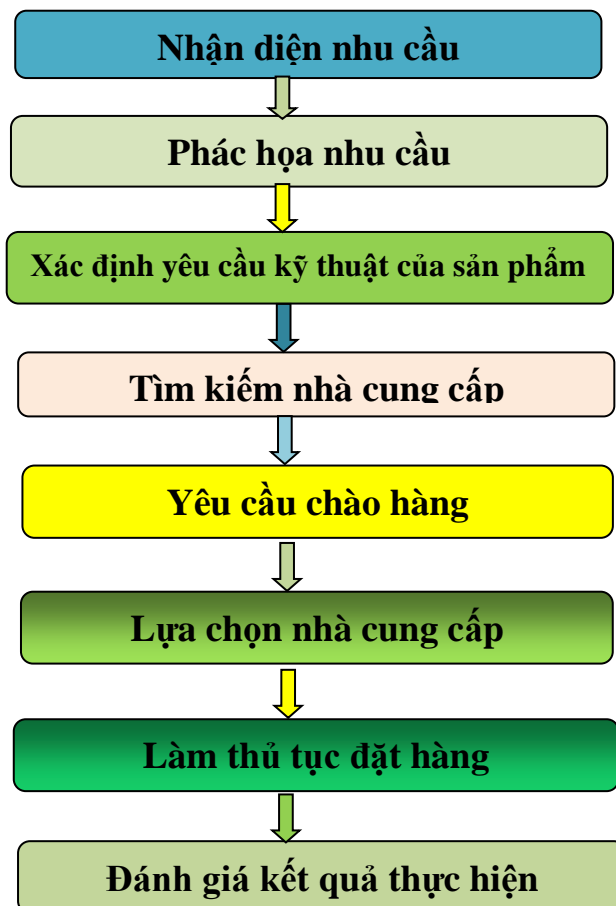 Nhận diện nhu cầu
Phác họa nhu cầu
Xác định yêu cầu kỹ thuật của sản phẩm
Tìm kiếm nhà cung cấp
Yêu cầu chào hàng
Lựa chọn nhà cung cấp
Làm thủ tục đặt hàng
Đánh giá kết quả thực hiện